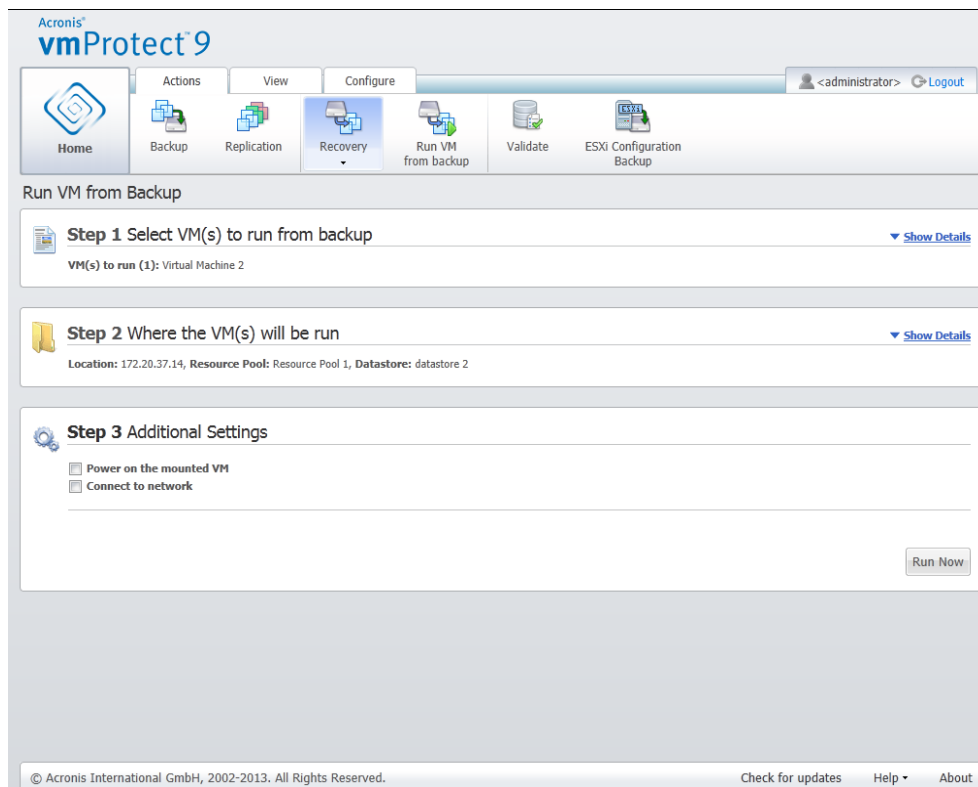 Acronis®
vmProtect™9
Actions View Configure
<administrator> Logout
Home
Backup
Replication
Recovery
Run VM
from backup
Validate
ESXi
ESXi Configuration
Backup
Run VM from Backup
Step 1 Select VM(s) to run from backup
Show Details
VM(s) to run (1): Virtual Machine 2
Step 2 Where the VM(s) will be run
Show Details
Location: 172.20.37.14, Resource Pool: Resource Pool 1, Datastore: datastore 2
Step 3 Additional Settings
Power on the mounted VM
Connect to network
Run Now
© Acronis International GmbH, 2002-2013. All Rights Reserved.
Check for updates Help About